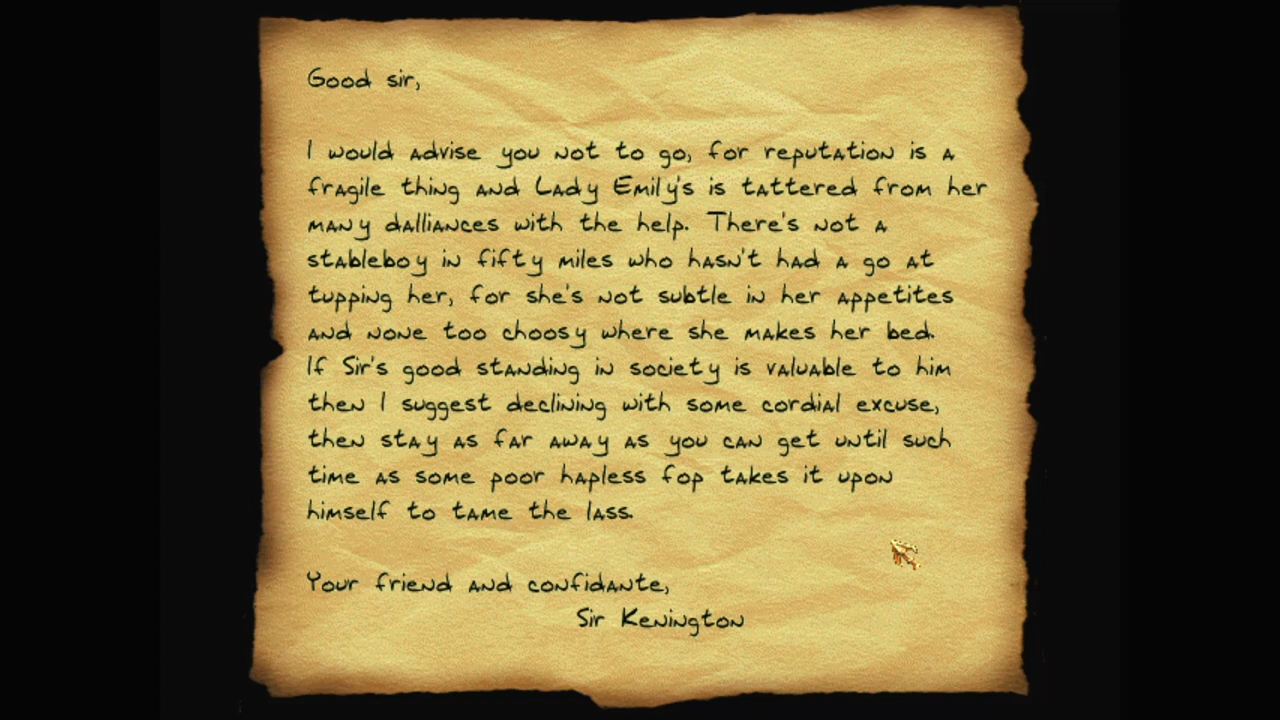 Good sir,
I would advise you not to go, for reputation is a
fragile thing and Lady Emily's is tattered from her
many dalliances with the help. There's not a
stableboy in fifty miles who hasn't had a go at
tupping her, for she's not subtle in her appetites
and none too choosy where she makes her bed.
If Sir's good standing in society is valuable to him
then I suggest declining with some cordial excuse,
then stay as far away as you can get until such
time as some poor hapless fop takes it upon
himself to tame the lass.
Your friend and confidante,
Sir Kenington